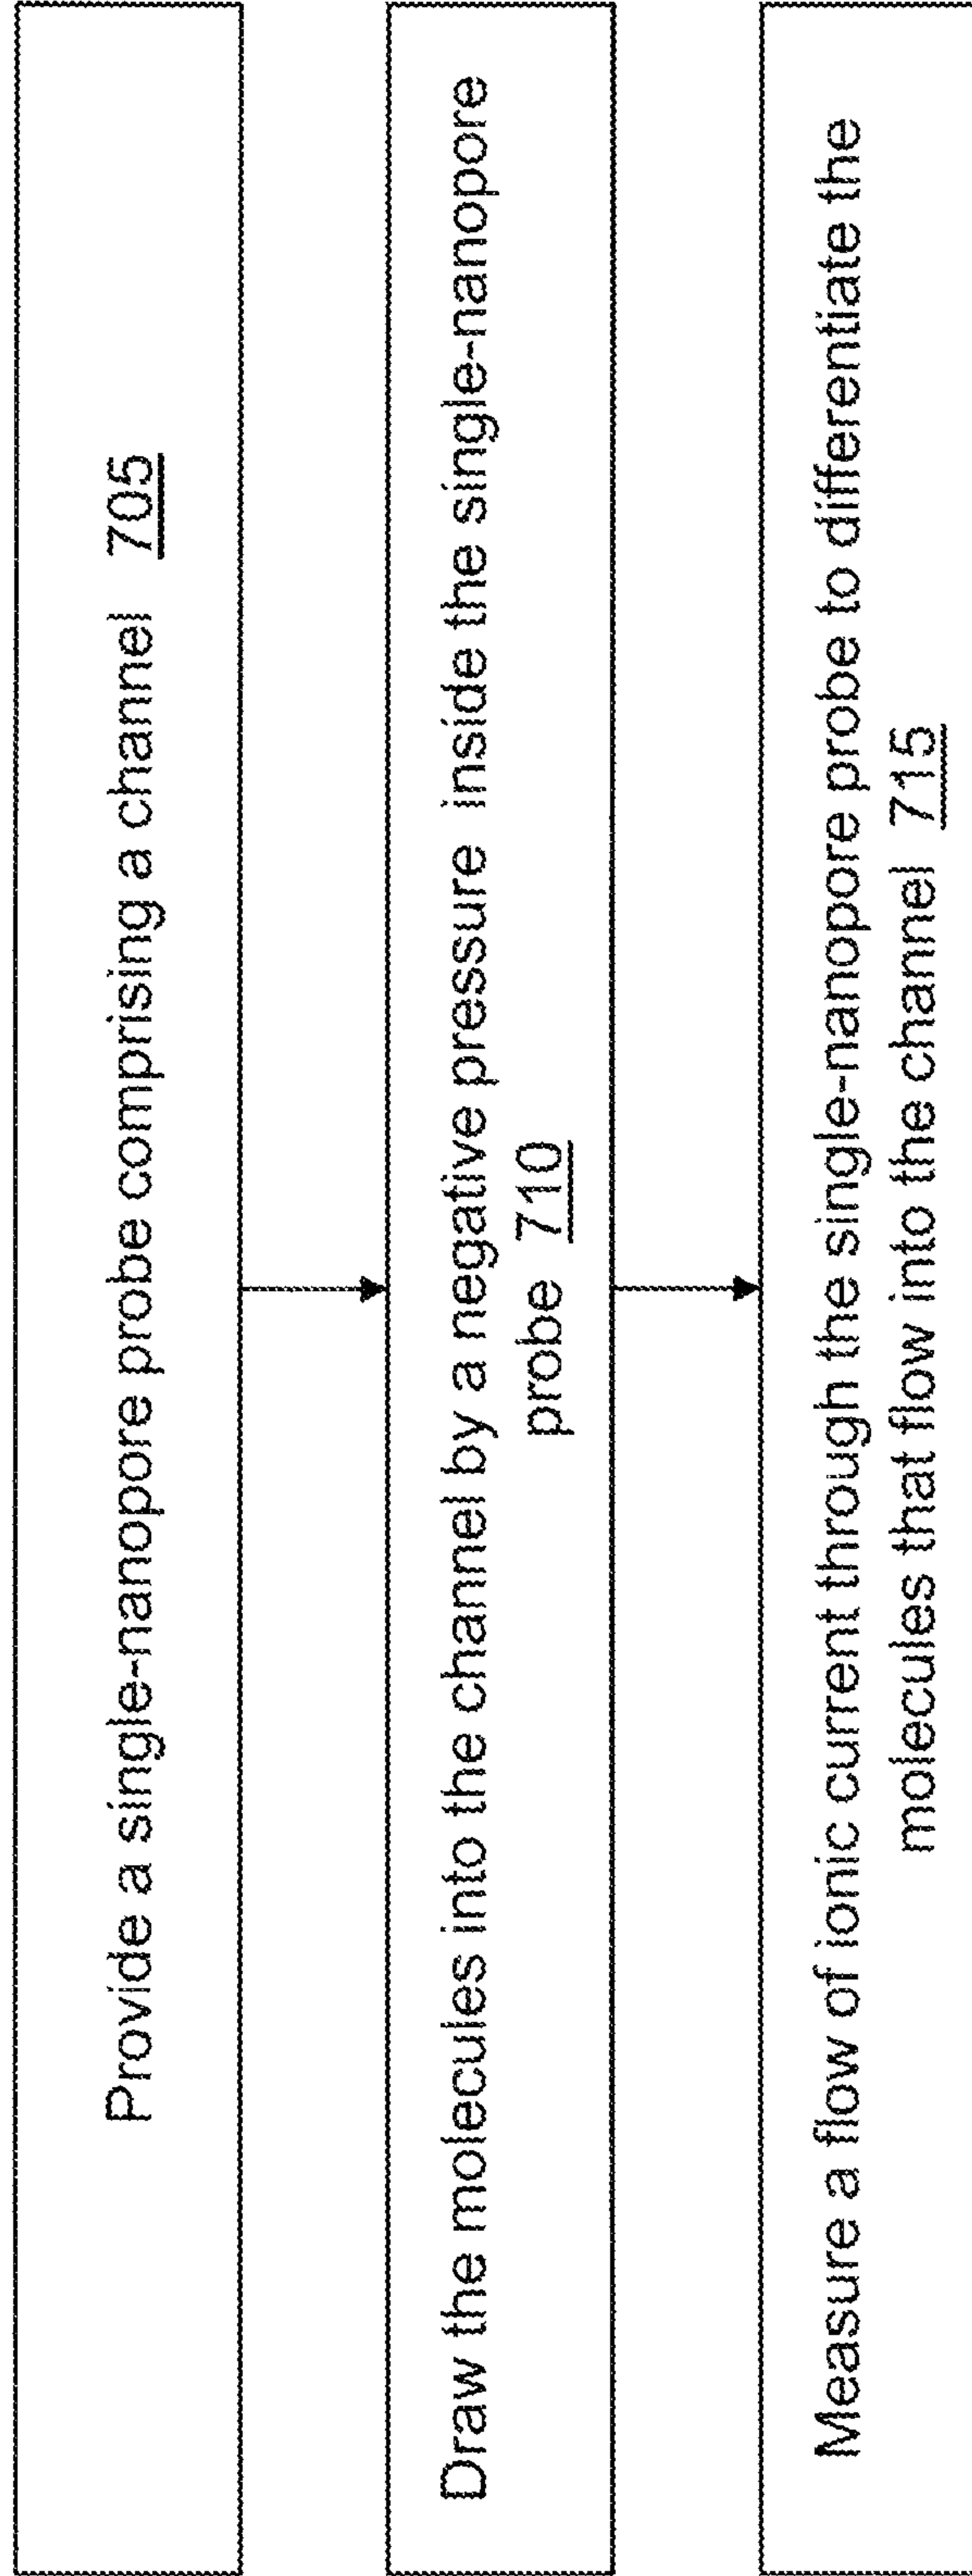 Provide a single-nanopore probe comprising a channel 705
Draw the molecules into the channel by a negative pressure inside the single-nanopore
probe 710
Measure a flow of ionic current through the single-nanopore probe to differentiate the
molecules that flow into the channel 715